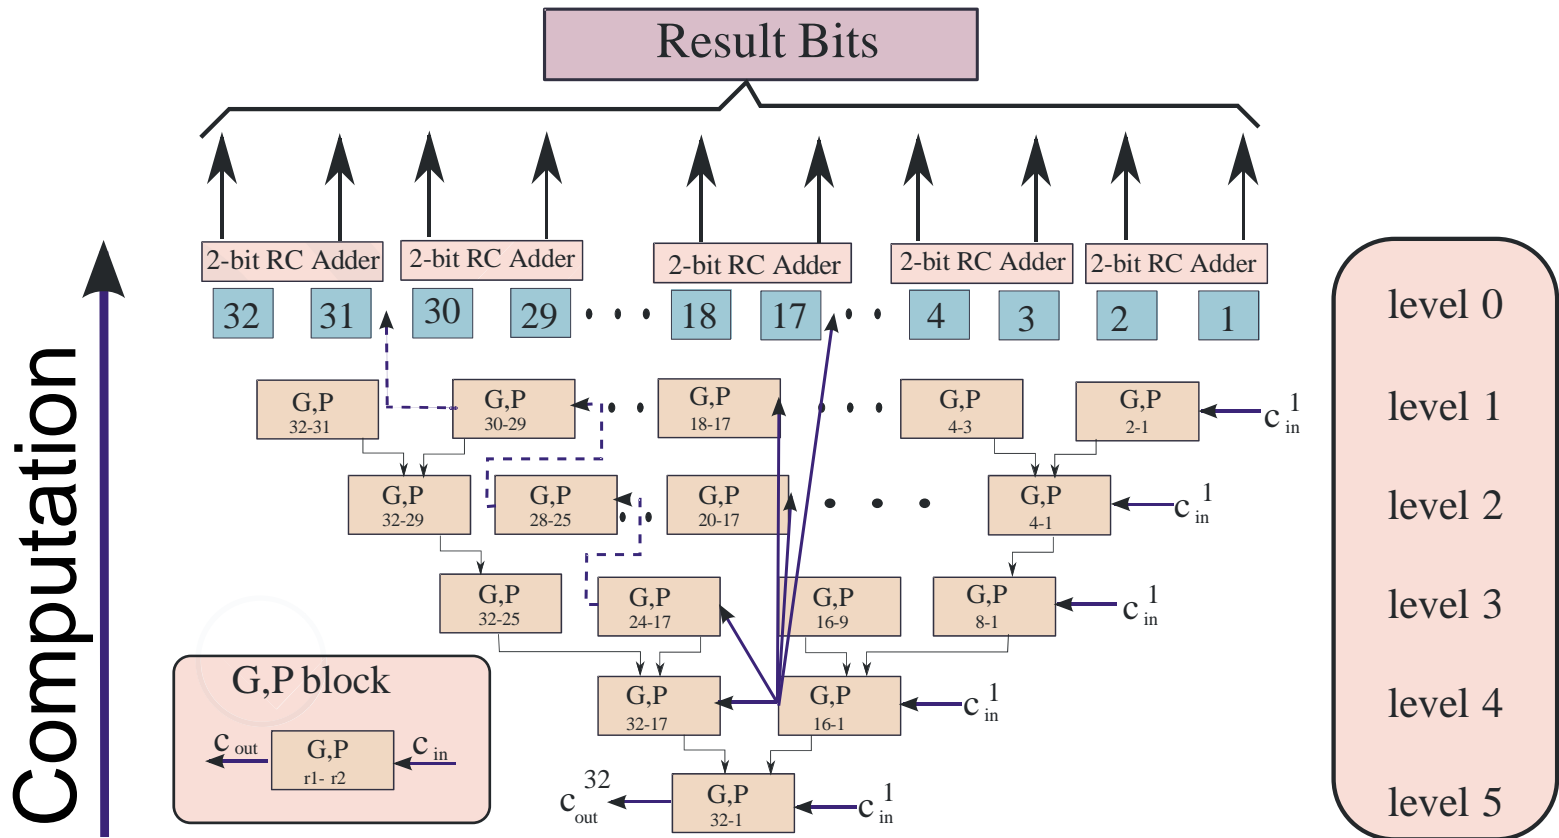 Result Bits
2-bit RC Adder 2-bit RC Adder 2-bit RC Adder 2-bit RC Adder 2-bit RC Adder
32 31 30 29 18 17 4 3 2 1 level 0
G,P G,P G,P G,P G,P level 1
32-31 30-29 18-17 4-3 2-1 c in 1
G,P G,P G,P G,P level 2
32-29 28-25 20-17 4-1 c in 1
G,P G,P G,P G,P level 3
32-25 24-17 16-9 8-1 c in 1
G,P G,P level 4
32-17 16-1 c in 1
G,P level 5
c out 32 32-1 c in 1
G,P block
c out G,P c in
r1- r2
Computation